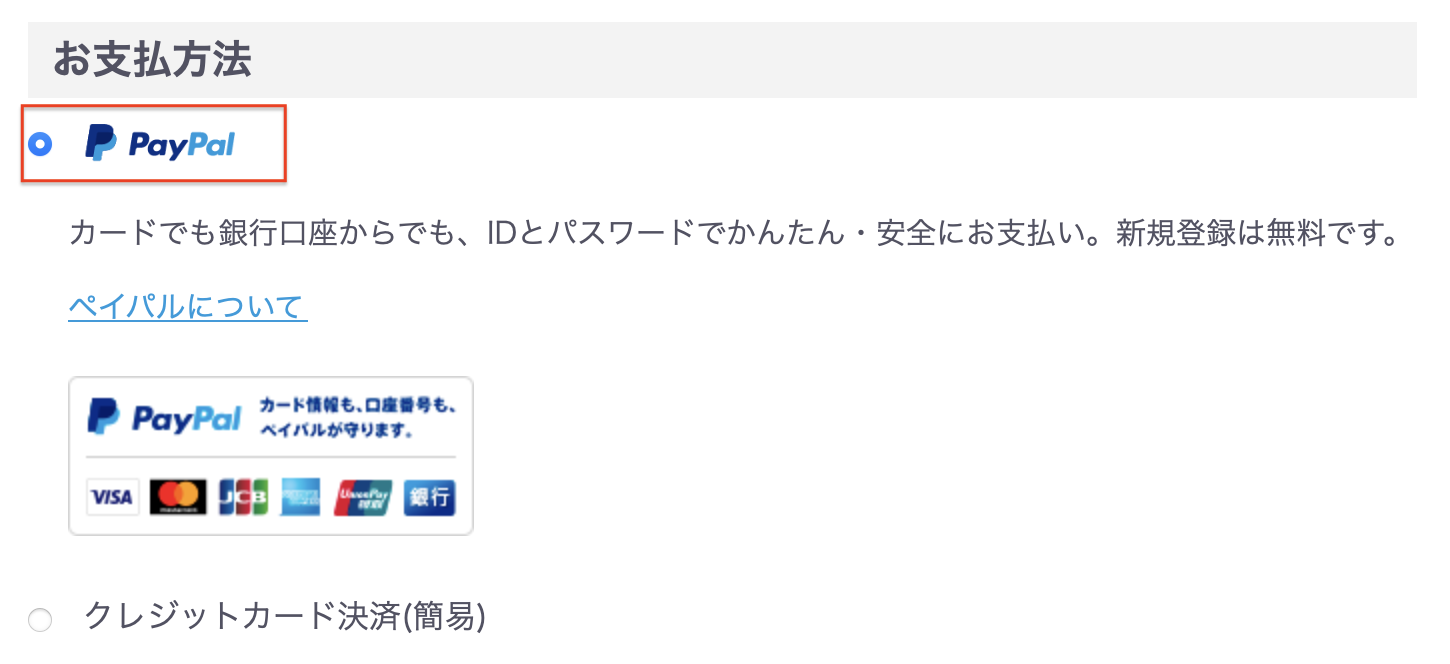 お支払方法
PayPal
カードでも銀行口座からでも、IDとパスワードでかんたん・安全にお支払い。新規登録は無料です。
ペイパルについて
PayPal カード情報も、口座番号も、
ペイパルが守ります。
VISA JCB UnionPay 銀行
クレジットカード決済(簡易)